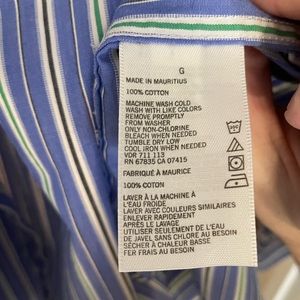 G
MADE IN MAURITIUS
100% COTTON
MACHINE WASH COLD
WASH WITH LIKE COLORS
REMOVE PROMPTLY
FROM WASHER
ONLY NON-CHLORINE
BLEACH WHEN NEEDED
TUMBLE DRY LOW
COOL IRON WHEN NEEDED
VDR 711 113
RN 67835 CA 07415
FABRIQUÉ À MAURICE
100% COTON
LAVER À LA MACHINE À
L'EAU FROIDE
LAVER AVEC COULEURS SIMILAIRES
ENLEVER RAPIDEMENT
APRÈS LE LAVAGE
UTILISER SEULEMENT DE L'EAU
DE JAVEL SANS CHLORE AU BESOIN
SÉCHER À CHALEUR BASSE
FER FRAIS AU BESOIN